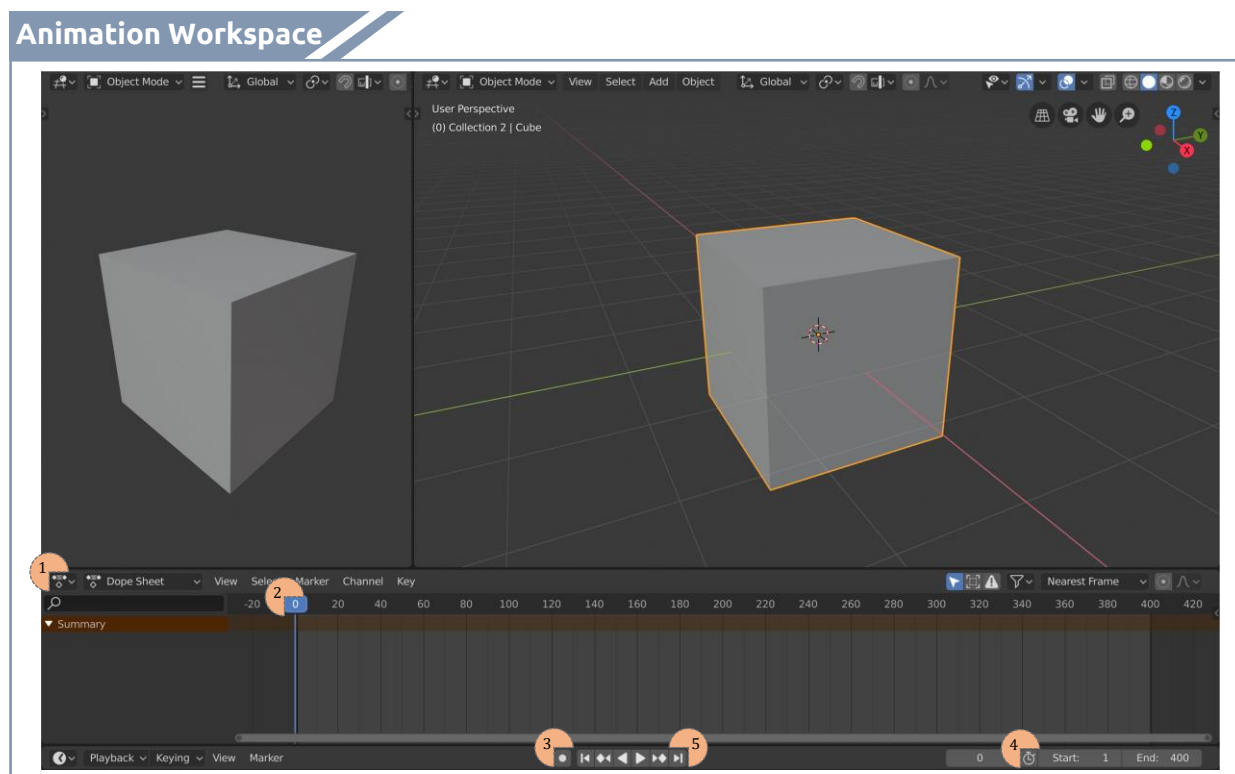 Animation Workspace
Object Mode Global
Object Mode View Select Add Object Global
User Perspective
(0) Collection 2 | Cube
Z
Y
X
1
Dope Sheet View Select Marker Channel Key Nearest Frame
2
-20 0 20 40 60 80 100 120 140 160 180 200 220 240 260 280 300 320 340 360 380 400 420
Summary
3 5 4
Playback Keying View Marker 0 Start: 1 End: 400